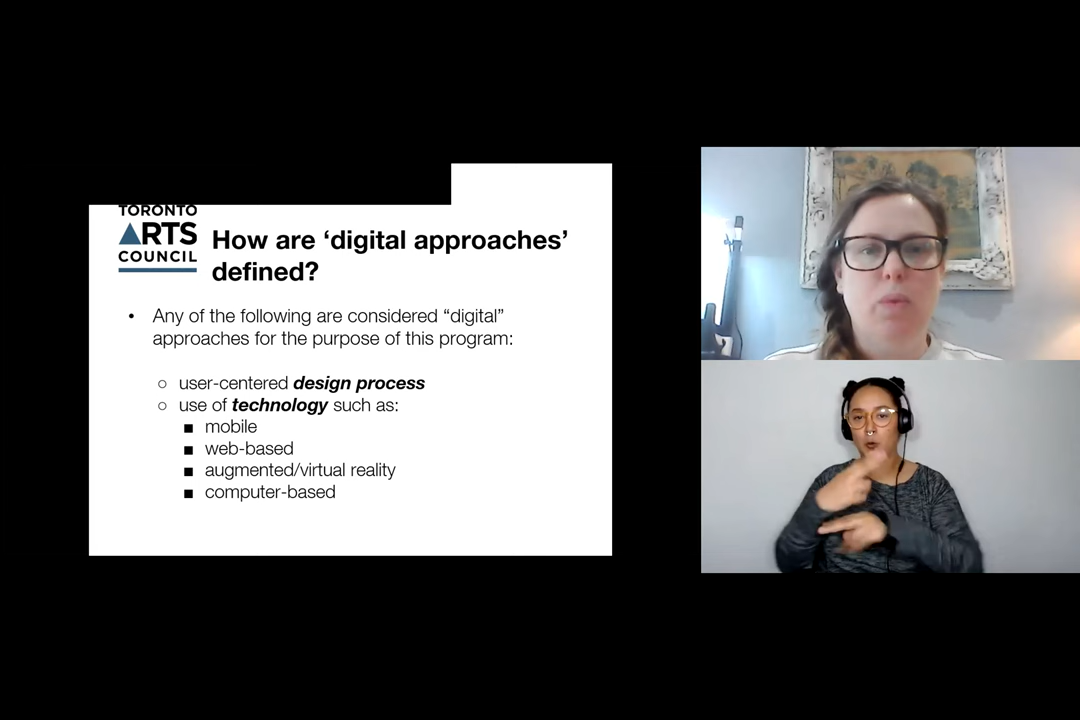 TORONTO
ARTS
COUNCIL
How are ‘digital approaches’
defined?
• Any of the following are considered “digital”
approaches for the purpose of this program:
○ user-centered design process
○ use of technology such as:
■ mobile
■ web-based
■ augmented/virtual reality
■ computer-based